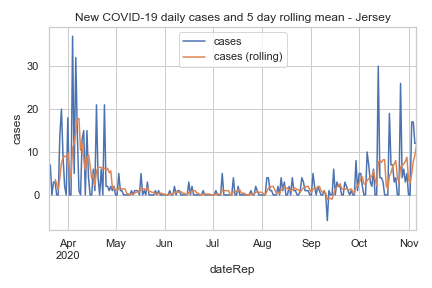 New COVID-19 daily cases and 5 day rolling mean - Jersey
cases
cases (rolling)
30
20
10
0
cases
Apr May Jun Jul Aug Sep Oct Nov
2020
dateRep